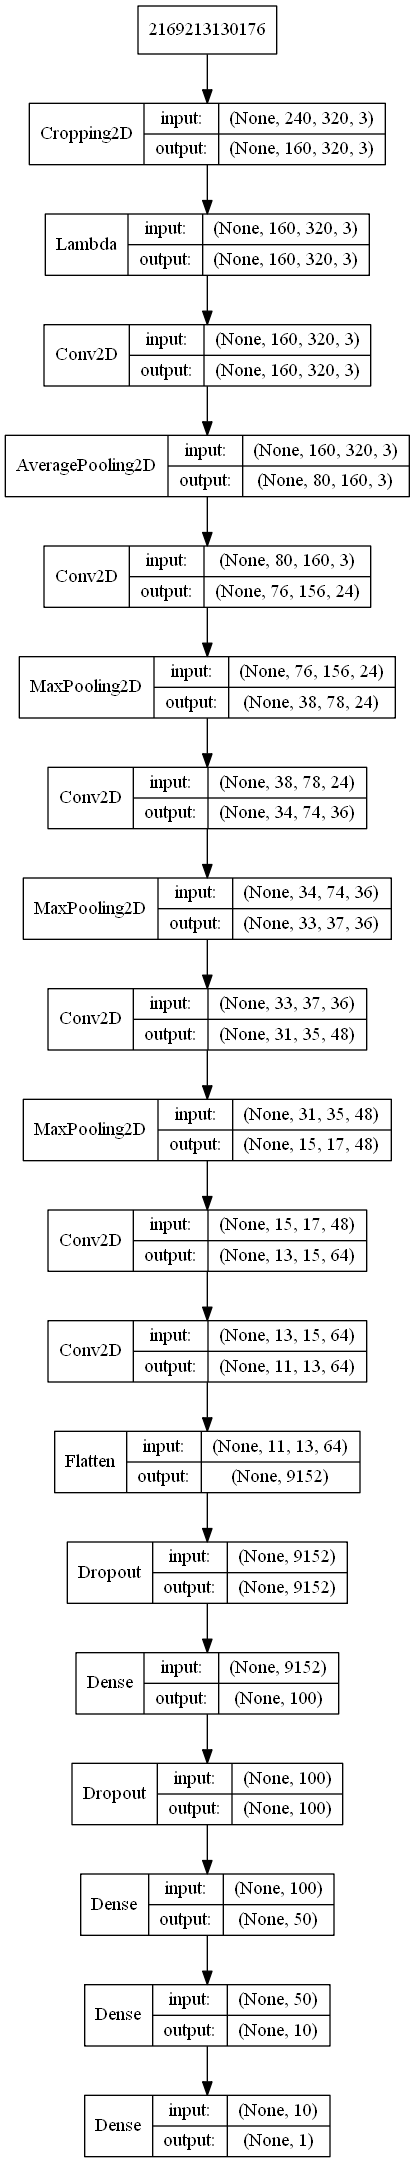 2169213130176
Cropping2D
input: (None, 240, 320, 3)
output: (None, 160, 320, 3)
Lambda
input: (None, 160, 320, 3)
output: (None, 160, 320, 3)
Conv2D
input: (None, 160, 320, 3)
output: (None, 160, 320, 3)
AveragePooling2D
input: (None, 160, 320, 3)
output: (None, 80, 160, 3)
Conv2D
input: (None, 80, 160, 3)
output: (None, 76, 156, 24)
MaxPooling2D
input: (None, 76, 156, 24)
output: (None, 38, 78, 24)
Conv2D
input: (None, 38, 78, 24)
output: (None, 34, 74, 36)
MaxPooling2D
input: (None, 34, 74, 36)
output: (None, 33, 37, 36)
Conv2D
input: (None, 33, 37, 36)
output: (None, 31, 35, 48)
MaxPooling2D
input: (None, 31, 35, 48)
output: (None, 15, 17, 48)
Conv2D
input: (None, 15, 17, 48)
output: (None, 13, 15, 64)
Conv2D
input: (None, 13, 15, 64)
output: (None, 11, 13, 64)
Flatten
input: (None, 11, 13, 64)
output: (None, 9152)
Dropout
input: (None, 9152)
output: (None, 9152)
Dense
input: (None, 9152)
output: (None, 100)
Dropout
input: (None, 100)
output: (None, 100)
Dense
input: (None, 100)
output: (None, 50)
Dense
input: (None, 50)
output: (None, 10)
Dense
input: (None, 10)
output: (None, 1)